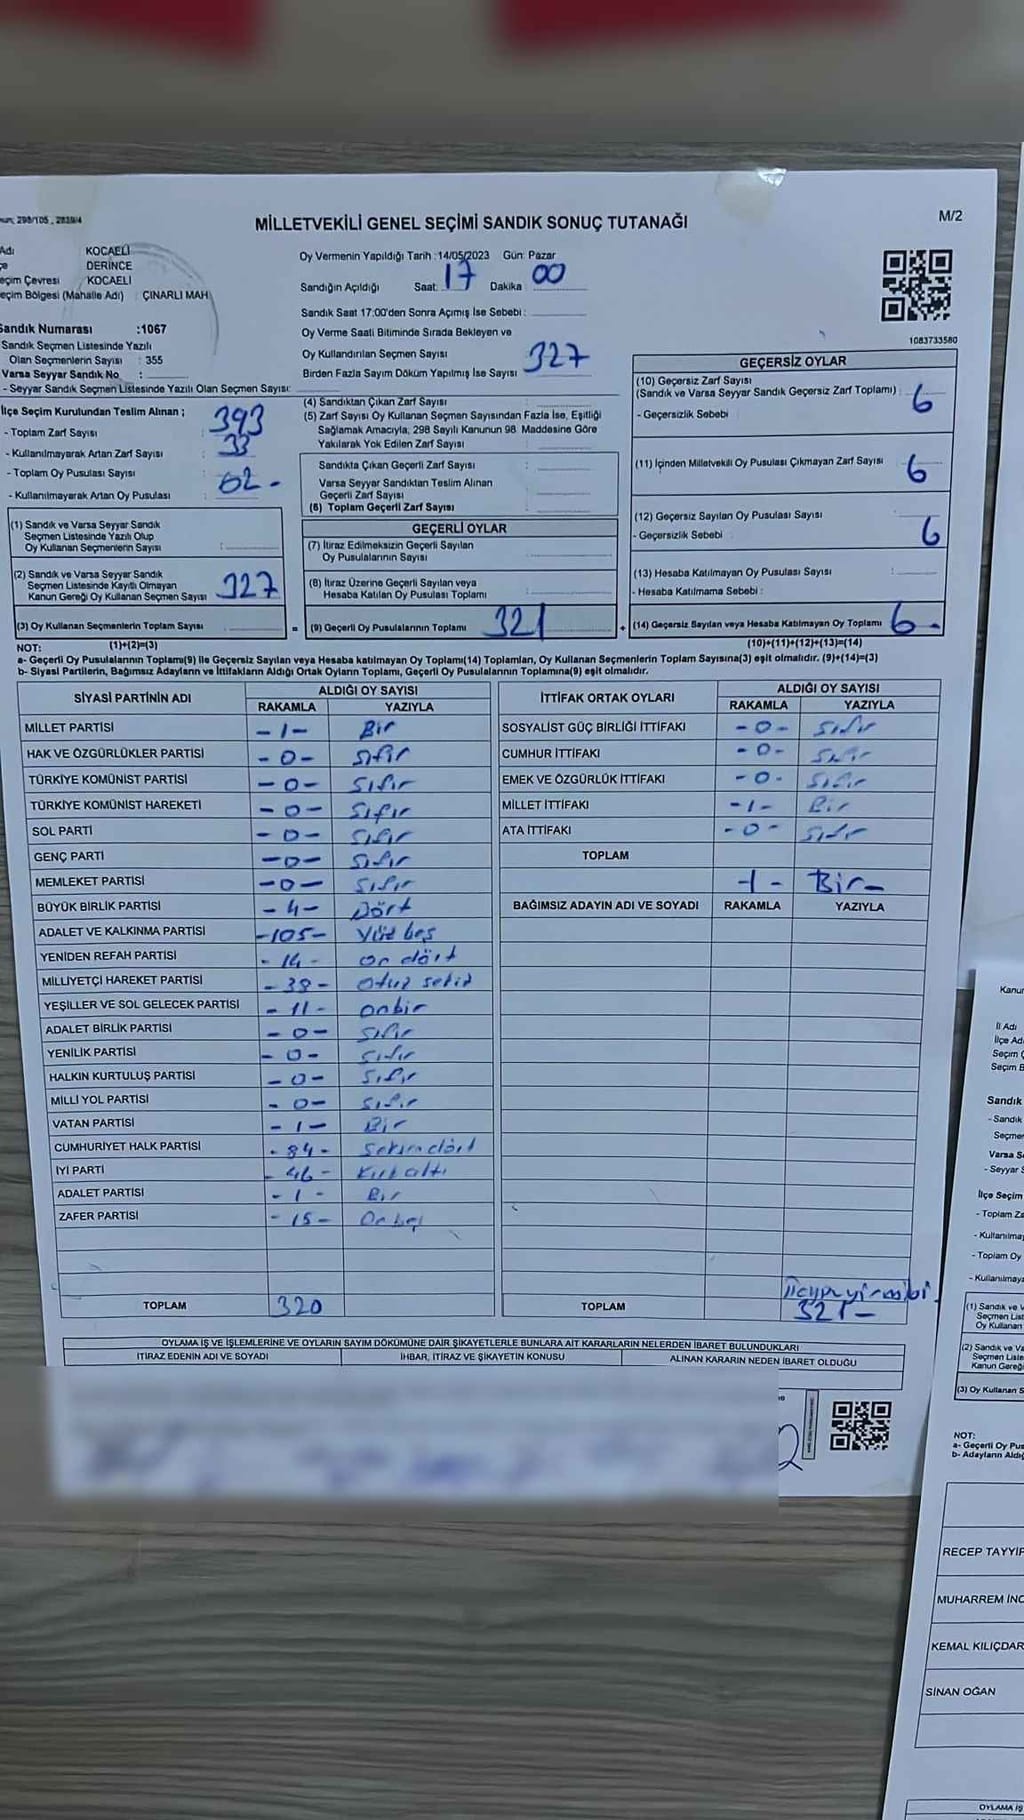 298/105, 2839/4
M/2
MİLLETVEKİLİ GENEL SEÇİMİ SANDIK SONUÇ TUTANAĞI
Adı KOCAELİ
DERİNCE
eçim Çevresi KOCAELİ
eçim Bölgesi (Mahalle Adı) : ÇINARLI MAH
Sandık Numarası :1067
Sandık Seçmen Listesinde Yazılı
Olan Seçmenlerin Sayısı : 355
Varsa Seyyar Sandık No :
- Seyyar Sandık Seçmen Listesinde Yazılı Olan Seçmen Sayısı:
Oy Vermenin Yapıldığı Tarih :14/05/2023 Gün: Pazar
Sandığın Açıldığı Saat: 17 Dakika : 00
Sandık Saat 17:00'den Sonra Açımış İse Sebebi :
Oy Verme Saati Bitiminde Sırada Bekleyen ve
Oy Kullandırılan Seçmen Sayısı 327
Birden Fazla Sayım Döküm Yapılmış İse Sayısı :
1083733580
İlçe Seçim Kurulundan Teslim Alınan ;
- Toplam Zarf Sayısı : 393
- Kullanılmayarak Artan Zarf Sayısı : 33
- Toplam Oy Pusulası Sayısı :
- Kullanılmayarak Artan Oy Pusulası : 62-
(1) Sandık ve Varsa Seyyar Sandık
Seçmen Listesinde Yazılı Olup
Oy Kullanan Seçmenlerin Sayısı :
(2) Sandık ve Varsa Seyyar Sandık
Seçmen Listesinde Kayıtlı Olmayan
Kanun Gereği Oy Kullanan Seçmen Sayısı : 327
(3) Oy Kullanan Seçmenlerin Toplam Sayısı =
(4) Sandıktan Çıkan Zarf Sayısı :
(5) Zarf Sayısı Oy Kullanan Seçmen Sayısından Fazla İse, Eşitliği
Sağlamak Amacıyla, 298 Sayılı Kanunun 98. Maddesine Göre
Yakılarak Yok Edilen Zarf Sayısı :
Sandıkta Çıkan Geçerli Zarf Sayısı :
Varsa Seyyar Sandıktan Teslim Alınan
Geçerli Zarf Sayısı :
(6) Toplam Geçerli Zarf Sayısı :
GEÇERLİ OYLAR
(7) İtiraz Edilmeksizin Geçerli Sayılan
Oy Pusulalarının Sayısı :
(8) İtiraz Üzerine Geçerli Sayılan veya
Hesaba Katılan Oy Pusulası Toplamı :
(9) Geçerli Oy Pusulalarının Toplamı 321 +
GEÇERSİZ OYLAR
(10) Geçersiz Zarf Sayısı
(Sandık ve Varsa Seyyar Sandık Geçersiz Zarf Toplamı) : 6
- Geçersizlik Sebebi :
(11) İçinden Milletvekili Oy Pusulası Çıkmayan Zarf Sayısı 6
(12) Geçersiz Sayılan Oy Pusulası Sayısı
- Geçersizlik Sebebi : 6
(13) Hesaba Katılmayan Oy Pusulası Sayısı :
- Hesaba Katılmama Sebebi :
(14) Geçersiz Sayılan veya Hesaba Katılmayan Oy Toplamı : 6-
NOT: (1)+(2)=(3) (10)+(11)+(12)+(13)=(14)
a- Geçerli Oy Pusulalarının Toplamı(9) ile Geçersiz Sayılan veya Hesaba katılmayan Oy Toplamı(14) Toplamları, Oy Kullanan Seçmenlerin Toplam Sayısına(3) eşit olmalıdır. (9)+(14)=(3)
b- Siyasi Partilerin, Bağımsız Adayların ve İttifakların Aldığı Ortak Oyların Toplamı, Geçerli Oy Pusulalarının Toplamına(9) eşit olmalıdır.
SİYASİ PARTİNİN ADI ALDIĞI OY SAYISI
RAKAMLA YAZIYLA
MİLLET PARTİSİ -1- Bir
HAK VE ÖZGÜRLÜKLER PARTİSİ -0- Sıfır
TÜRKİYE KOMÜNİST PARTİSİ -0- Sıfır
TÜRKİYE KOMÜNİST HAREKETİ -0- Sıfır
SOL PARTİ -0- Sıfır
GENÇ PARTİ -0- Sıfır
MEMLEKET PARTİSİ -0- Sıfır
BÜYÜK BİRLİK PARTİSİ -4- Dört
ADALET VE KALKINMA PARTİSİ -105- Yüz beş
YENİDEN REFAH PARTİSİ -14- on dört
MİLLİYETÇİ HAREKET PARTİSİ -38- Otuz sekiz
YEŞİLLER VE SOL GELECEK PARTİSİ -11- onbir
ADALET BİRLİK PARTİSİ -0- Sıfır
YENİLİK PARTİSİ -0- Sıfır
HALKIN KURTULUŞ PARTİSİ -0- Sıfır
MİLLİ YOL PARTİSİ -0- Sıfır
VATAN PARTİSİ -1- Bir
CUMHURİYET HALK PARTİSİ -84- Seksendört
İYİ PARTİ -46- Kırkaltı
ADALET PARTİSİ -1- Bir
ZAFER PARTİSİ -15- Onbeş
TOPLAM 320
İTTİFAK ORTAK OYLARI ALDIĞI OY SAYISI
RAKAMLA YAZIYLA
SOSYALİST GÜÇ BİRLİĞİ İTTİFAKI -0- Sıfır
CUMHUR İTTİFAKI -0- Sıfır
EMEK VE ÖZGÜRLÜK İTTİFAKI -0- Sıfır
MİLLET İTTİFAKI -1- Bir
ATA İTTİFAKI -0- Sıfır
TOPLAM -1- Bir-
BAĞIMSIZ ADAYIN ADI VE SOYADI RAKAMLA YAZIYLA
TOPLAM 321-
OYLAMA İŞ VE İŞLEMLERİNE VE OYLARIN SAYIM DÖKÜMÜNE DAİR ŞİKAYETLERLE BUNLARA AİT KARARLARIN NELERDEN İBARET BULUNDUKLARI
İTİRAZ EDENİN ADI VE SOYADI İHBAR, İTİRAZ VE ŞİKAYETİN KONUSU ALINAN KARARIN NEDEN İBARET OLDUĞU
Kanu
İl Adı
İlçe Ad
Seçim Ç
Seçim B
Sandık
- Sandık
Seçmer
Varsa Se
- Seyyar S
İlçe Seçim
- Toplam Za
- Kullanılma
- Toplam Oy
- Kullanılmaya
(1) Sandık ve V
Seçmen List
Oy Kullanan
(2) Sandık ve Va
Seçmen Liste
Kanun Gereği
(3) Oy Kullanan S
NOT:
a- Geçerli Oy Pus
b- Adayların Aldığ
RECEP TAYYİP
MUHARREM İNC
KEMAL KILIÇDAR
SİNAN OĞAN
OYLAMA İŞ